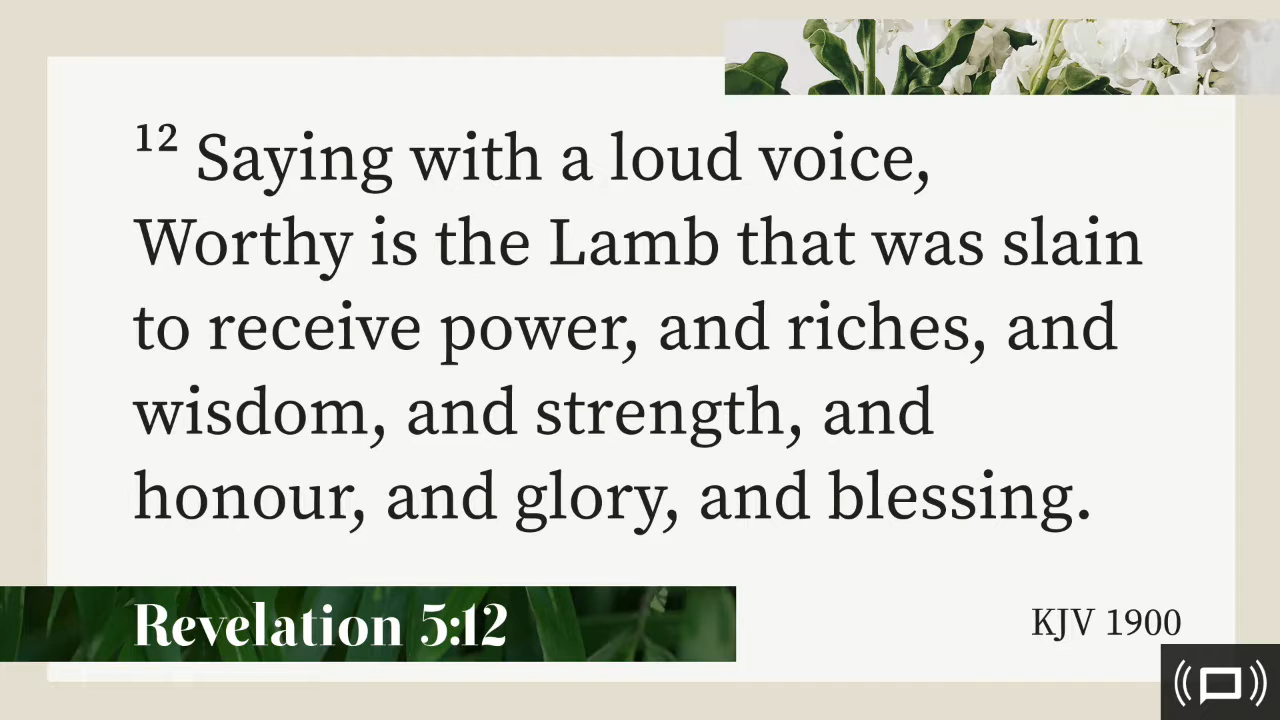 12 Saying with a loud voice,
Worthy is the Lamb that was slain
to receive power, and riches, and
wisdom, and strength, and
honour, and glory, and blessing.
Revelation 5:12
KJV 1900